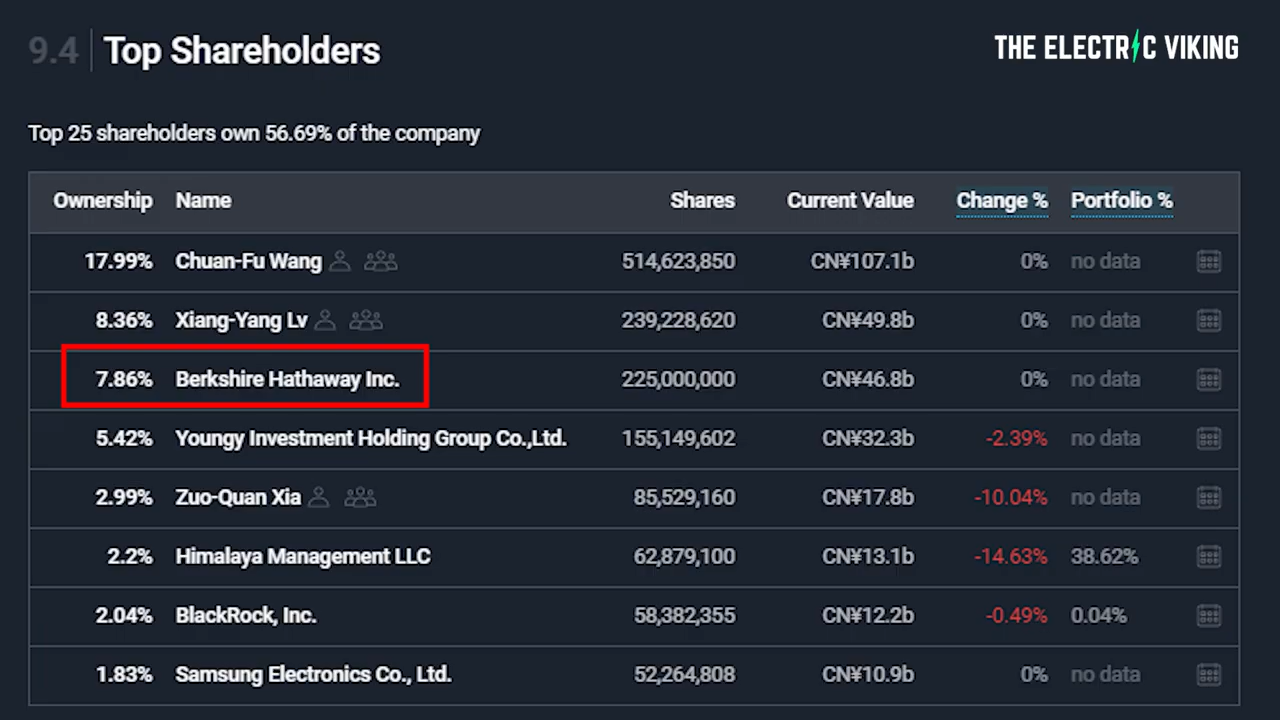 9.4 Top Shareholders
THE ELECTRIC VIKING
Top 25 shareholders own 56.69% of the company
Ownership Name Shares Current Value Change % Portfolio %
17.99% Chuan-Fu Wang 514,623,850 CN¥107.1b 0% no data
8.36% Xiang-Yang Lv 239,228,620 CN¥49.8b 0% no data
7.86% Berkshire Hathaway Inc. 225,000,000 CN¥46.8b 0% no data
5.42% Youngy Investment Holding Group Co.,Ltd. 155,149,602 CN¥32.3b -2.39% no data
2.99% Zuo-Quan Xia 85,529,160 CN¥17.8b -10.04% no data
2.2% Himalaya Management LLC 62,879,100 CN¥13.1b -14.63% 38.62%
2.04% BlackRock, Inc. 58,382,355 CN¥12.2b -0.49% 0.04%
1.83% Samsung Electronics Co., Ltd. 52,264,808 CN¥10.9b 0% no data